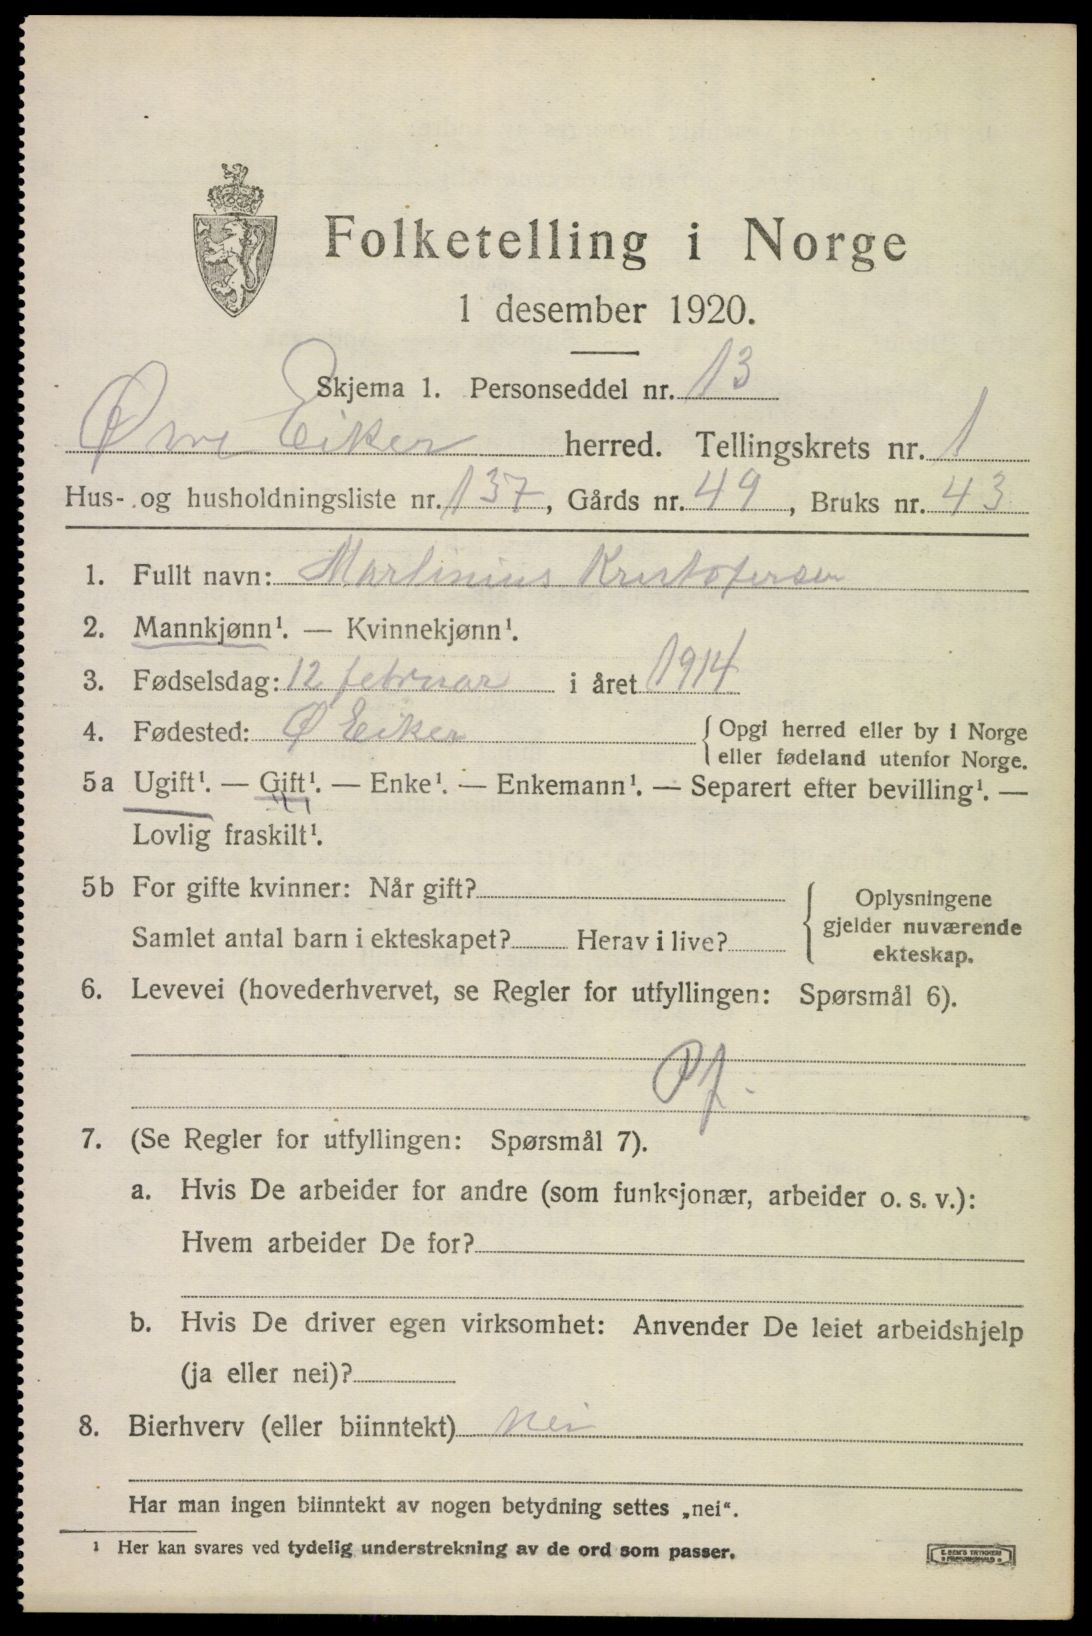 Folketelling i Norge
1 desember 1920.
Skjema 1. Personseddel nr. 13
Øvre Eiker herred. Tellingskrets nr. 1
Hus- og husholdningsliste nr. 137, Gårds nr. 49, Bruks nr. 43
1. Fullt navn: Martinius Kristofersen
2. Mannkjønn¹. — Kvinnekjønn¹.
3. Fødselsdag: 12 februar i året 1914
4. Fødested: Ø Eiker { Opgi herred eller by i Norge
eller fødeland utenfor Norge.
5a Ugift¹. — Gift¹. — Enke¹. — Enkemann¹. — Separert efter bevilling¹. —
Lovlig fraskilt¹.
5b For gifte kvinner: Når gift? { Oplysningene
gjelder nuværende
Samlet antal barn i ekteskapet? Herav i live?
ekteskap.
6. Levevei (hovederhvervet, se Regler for utfyllingen: Spørsmål 6).
7. (Se Regler for utfyllingen: Spørsmål 7).
a. Hvis De arbeider for andre (som funksjonær, arbeider o. s. v.):
Hvem arbeider De for?
b. Hvis De driver egen virksomhet: Anvender De leiet arbeidshjelp
(ja eller nei)?
8. Bierhverv (eller biinntekt) nei
Har man ingen biinntekt av nogen betydning settes „nei“.
¹ Her kan svares ved tydelig understrekning av de ord som passer.